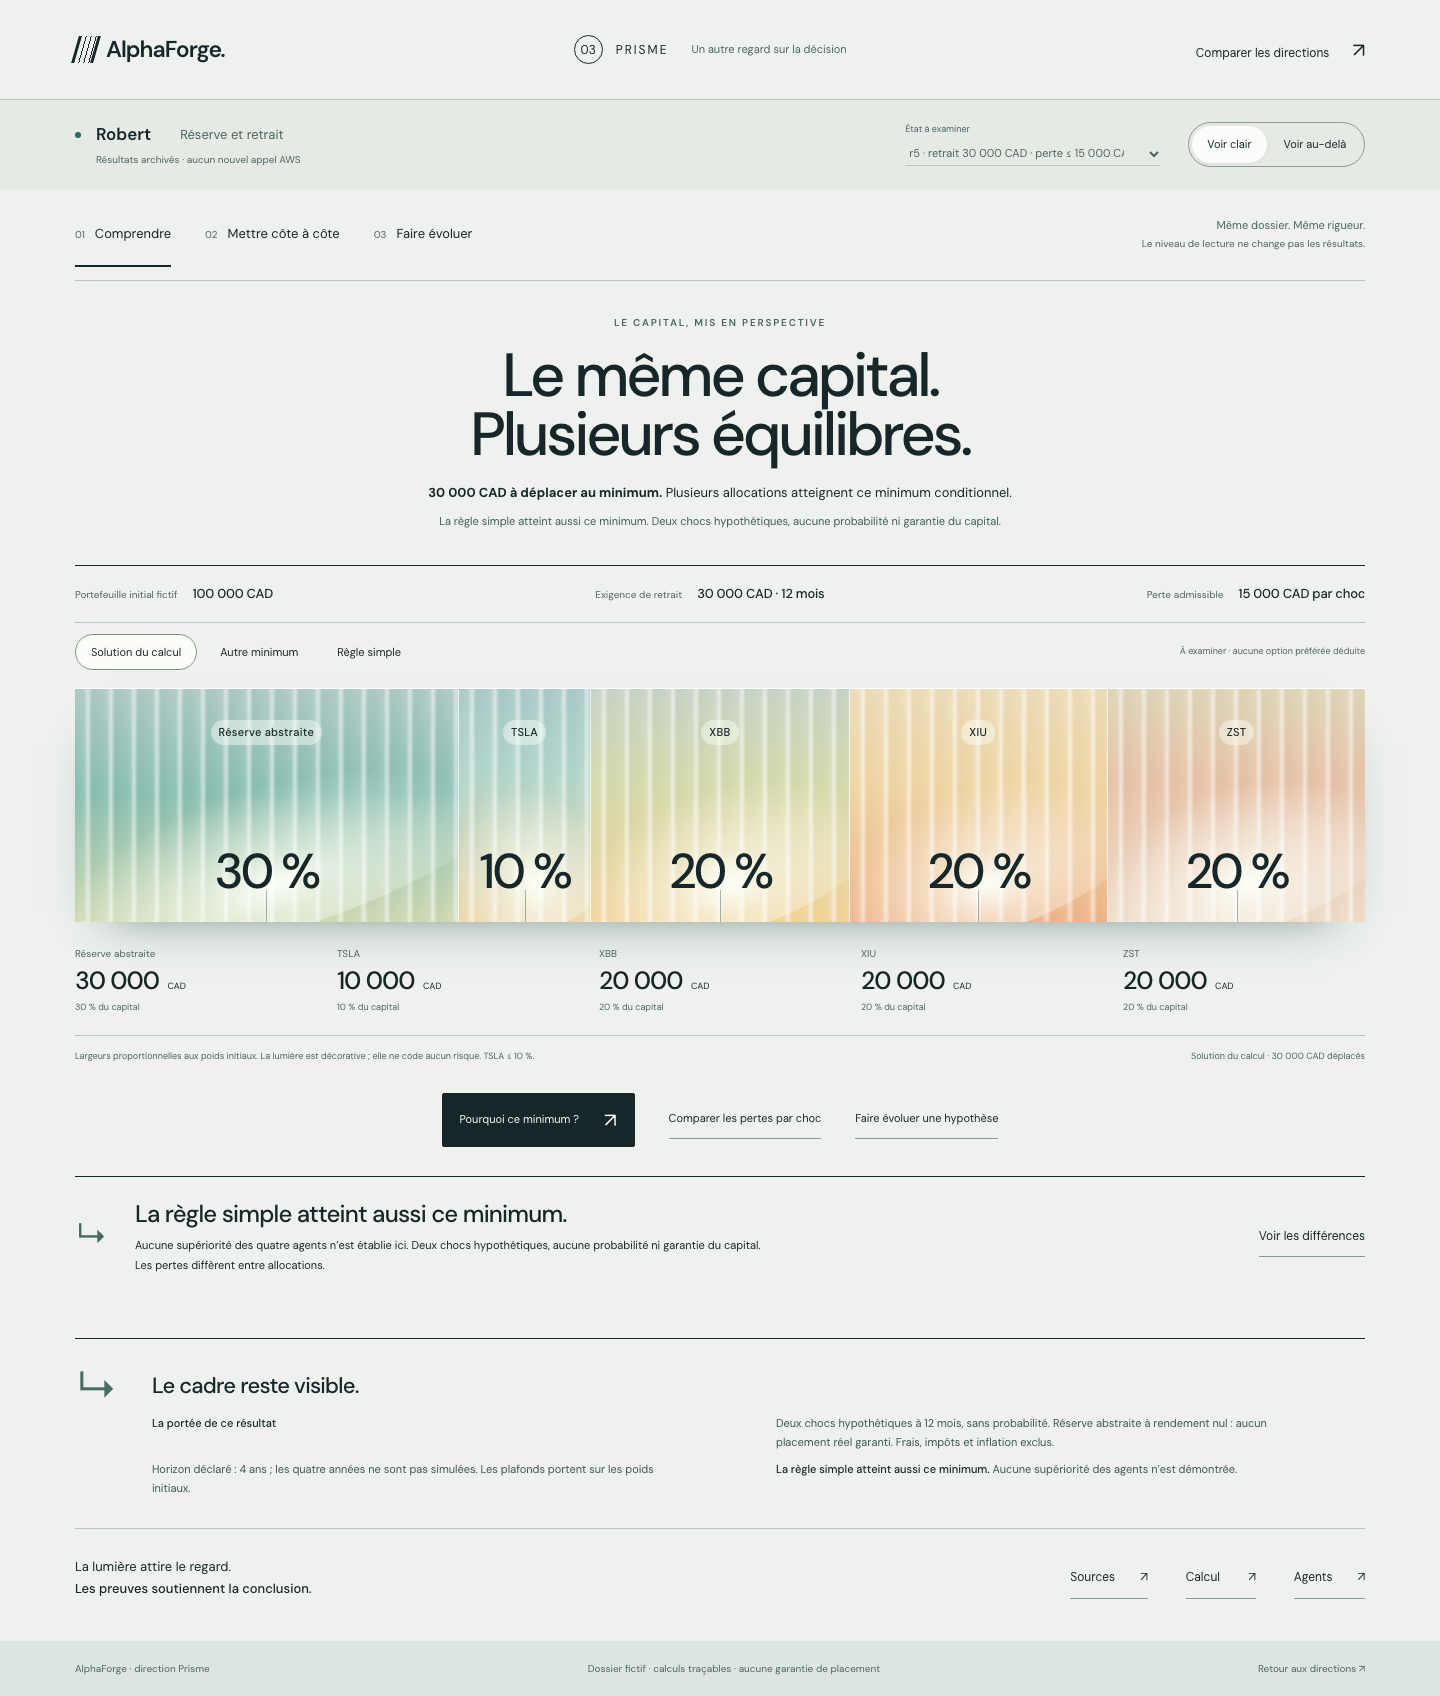 AlphaForge.
03 PRISME Un autre regard sur la décision
Comparer les directions
Robert Réserve et retrait
Résultats archivés · aucun nouvel appel AWS
État à examiner
r5 · retrait 30 000 CAD · perte ≤ 15 000 CA
Voir clair Voir au-delà
01 Comprendre 02 Mettre côte à côte 03 Faire évoluer
Même dossier. Même rigueur.
Le niveau de lecture ne change pas les résultats.
LE CAPITAL, MIS EN PERSPECTIVE
Le même capital.
Plusieurs équilibres.
30 000 CAD à déplacer au minimum. Plusieurs allocations atteignent ce minimum conditionnel.
La règle simple atteint aussi ce minimum. Deux chocs hypothétiques, aucune probabilité ni garantie du capital.
Portefeuille initial fictif 100 000 CAD Exigence de retrait 30 000 CAD · 12 mois Perte admissible 15 000 CAD par choc
Solution du calcul Autre minimum Règle simple À examiner · aucune option préférée déduite
Réserve abstraite TSLA XBB XIU ZST
30 % 10 % 20 % 20 % 20 %
Réserve abstraite TSLA XBB XIU ZST
30 000 CAD 10 000 CAD 20 000 CAD 20 000 CAD 20 000 CAD
30 % du capital 10 % du capital 20 % du capital 20 % du capital 20 % du capital
Largeurs proportionnelles aux poids initiaux. La lumière est décorative ; elle ne code aucun risque. TSLA ≤ 10 %. Solution du calcul · 30 000 CAD déplacés
Pourquoi ce minimum ? Comparer les pertes par choc Faire évoluer une hypothèse
La règle simple atteint aussi ce minimum.
Aucune supériorité des quatre agents n’est établie ici. Deux chocs hypothétiques, aucune probabilité ni garantie du capital.
Les pertes diffèrent entre allocations.
Voir les différences
Le cadre reste visible.
La portée de ce résultat
Deux chocs hypothétiques à 12 mois, sans probabilité. Réserve abstraite à rendement nul : aucun
placement réel garanti. Frais, impôts et inflation exclus.
Horizon déclaré : 4 ans ; les quatre années ne sont pas simulées. Les plafonds portent sur les poids
initiaux.
La règle simple atteint aussi ce minimum. Aucune supériorité des agents n’est démontrée.
La lumière attire le regard.
Les preuves soutiennent la conclusion.
Sources Calcul Agents
AlphaForge · direction Prisme Dossier fictif · calculs traçables · aucune garantie de placement Retour aux directions